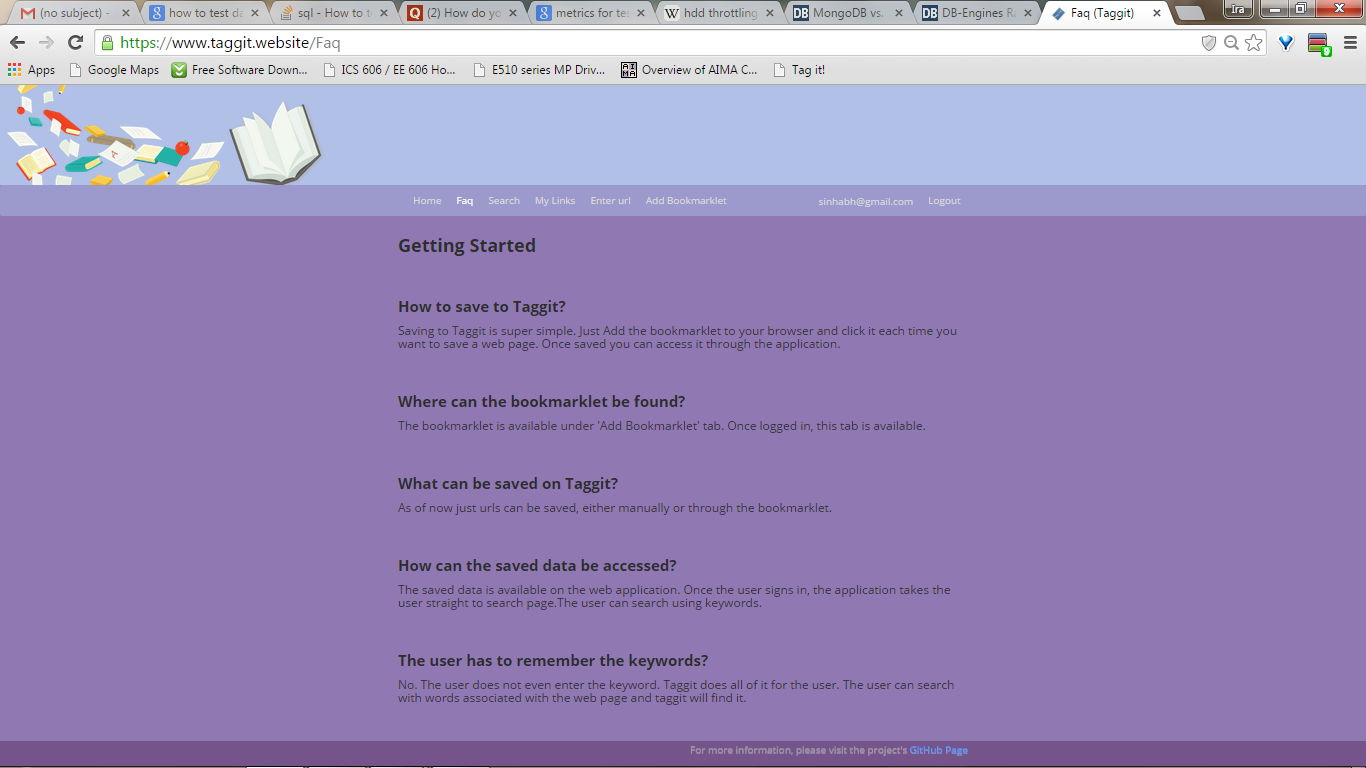 (no subject) -
how to test da
sql - How to t
(2) How do yo
metrics for te
hdd throttling
MongoDB vs.
DB-Engines Ra
Faq (Taggit)
Ira
https://www.taggit.website/Faq
9
Apps
Google Maps
Free Software Down...
ICS 606 / EE 606 Ho...
E510 series MP Driv...
AIMA
Overview of AIMA C...
Tag it!
A
Home
Faq
Search
My Links
Enter url
Add Bookmarklet
sinhabh@gmail.com
Logout
Getting Started
How to save to Taggit?
Saving to Taggit is super simple. Just Add the bookmarklet to your browser and click it each time you
want to save a web page. Once saved you can access it through the application.
Where can the bookmarklet be found?
The bookmarklet is available under 'Add Bookmarklet' tab. Once logged in, this tab is available.
What can be saved on Taggit?
As of now just urls can be saved, either manually or through the bookmarklet.
How can the saved data be accessed?
The saved data is available on the web application. Once the user signs in, the application takes the
user straight to search page.The user can search using keywords.
The user has to remember the keywords?
No. The user does not even enter the keyword. Taggit does all of it for the user. The user can search
with words associated with the web page and taggit will find it.
For more information, please visit the project's GitHub Page